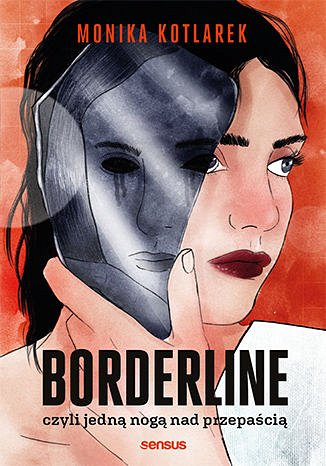 MONIKA KOTLAREK
BORDERLINE
czyli jedną nogą nad przepaścią
sensus